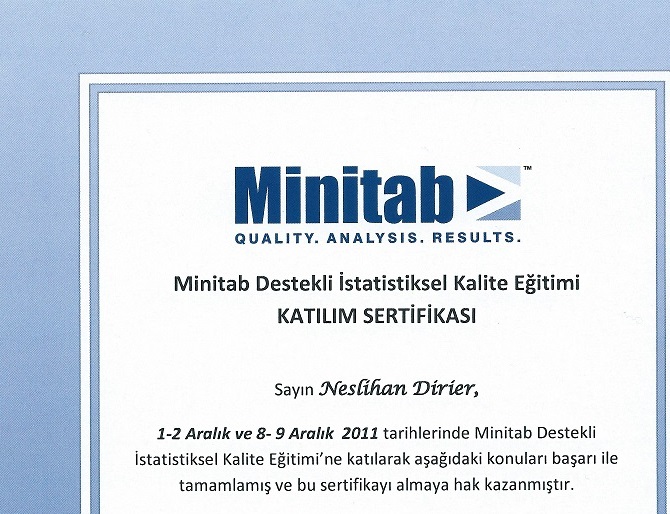 Minitab ™
QUALITY. ANALYSIS. RESULTS.
Minitab Destekli İstatistiksel Kalite Eğitimi
KATILIM SERTİFİKASI
Sayın Neslihan Dirier,
1-2 Aralık ve 8- 9 Aralık 2011 tarihlerinde Minitab Destekli
İstatistiksel Kalite Eğitimi’ne katılarak aşağıdaki konuları başarı ile
tamamlamış ve bu sertifikayı almaya hak kazanmıştır.